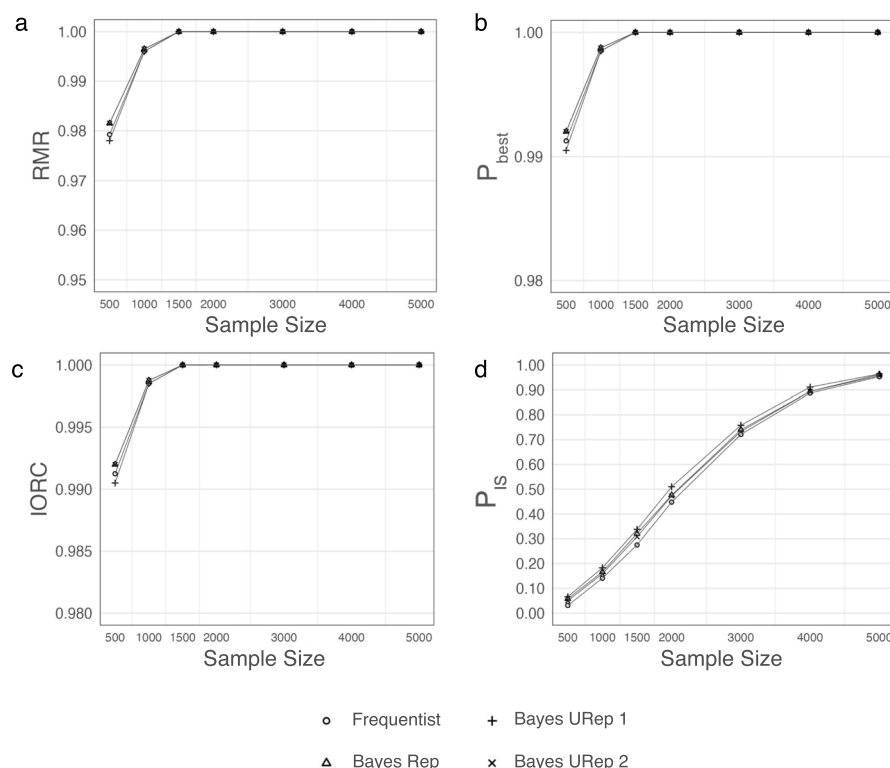 a
1.00
0.99
0.98
0.97
0.96
0.95
RMR
500 1000 1500 2000 3000 4000 5000
Sample Size
b
1.00
0.99
0.98
P best
500 1000 1500 2000 3000 4000 5000
Sample Size
c
1.000
0.995
0.990
0.985
0.980
IORC
500 1000 1500 2000 3000 4000 5000
Sample Size
d
1.00
0.90
0.80
0.70
0.60
0.50
0.40
0.30
0.20
0.10
0.00
P IS
500 1000 1500 2000 3000 4000 5000
Sample Size
Frequentist
Bayes URep 1
Bayes Rep
Bayes URep 2